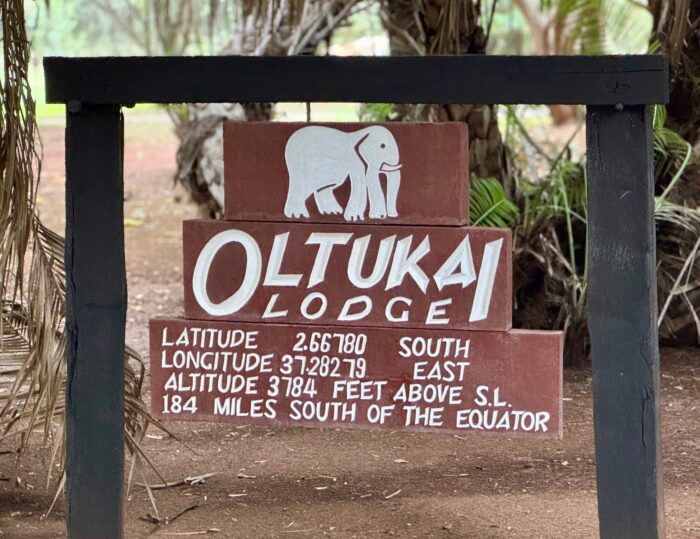 OLTUKAI
LODGE
LATITUDE 2.66780 SOUTH
LONGITUDE 37.28279 EAST
ALTITUDE 3784 FEET ABOVE S.L.
184 MILES SOUTH OF THE EQUATOR